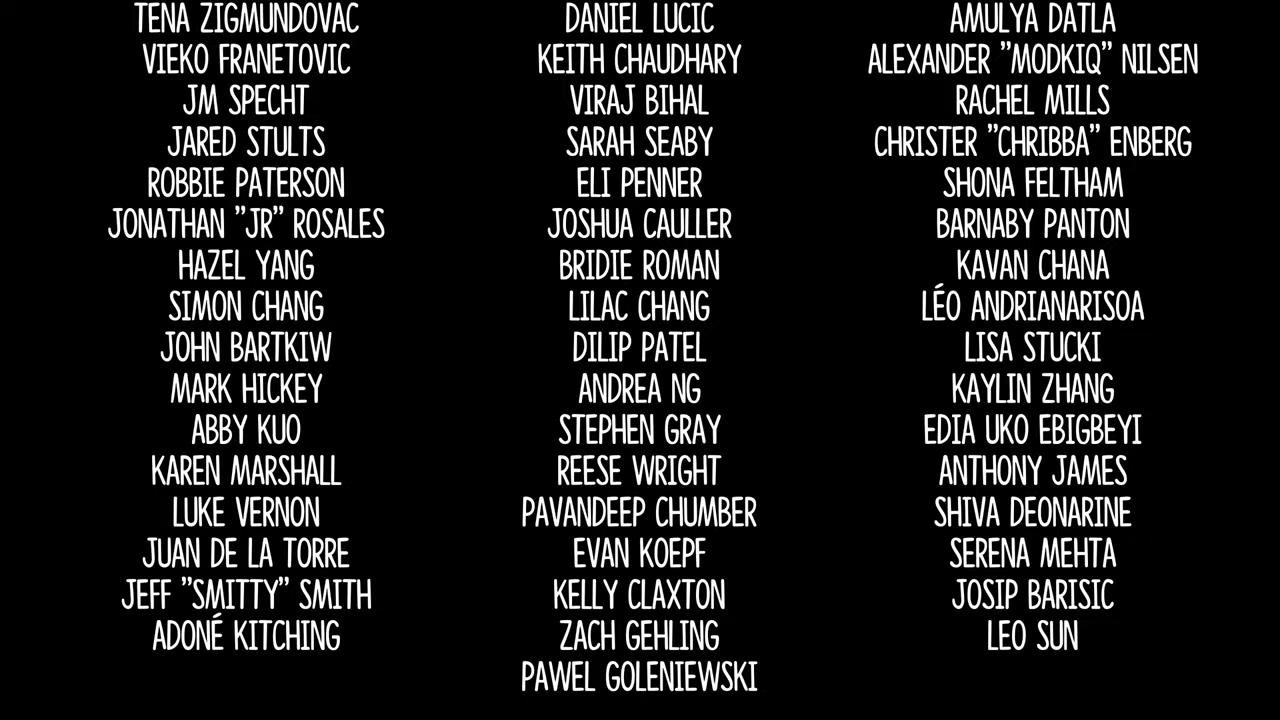 TENA ZIGMUNDOVAC
VIEKO FRANETOVIC
JM SPECHT
JARED STULTS
ROBBIE PATERSON
JONATHAN "JR" ROSALES
HAZEL YANG
SIMON CHANG
JOHN BARTKIW
MARK HICKEY
ABBY KUO
KAREN MARSHALL
LUKE VERNON
JUAN DE LA TORRE
JEFF "SMITTY" SMITH
ADONÉ KITCHING
DANIEL LUCIC
KEITH CHAUDHARY
VIRAJ BIHAL
SARAH SEABY
ELI PENNER
JOSHUA CAULLER
BRIDIE ROMAN
LILAC CHANG
DILIP PATEL
ANDREA NG
STEPHEN GRAY
REESE WRIGHT
PAVANDEEP CHUMBER
EVAN KOEPF
KELLY CLAXTON
ZACH GEHLING
PAWEL GOLENIEWSKI
AMULYA DATLA
ALEXANDER "MODKIQ" NILSEN
RACHEL MILLS
CHRISTER "CHRIBBA" ENBERG
SHONA FELTHAM
BARNABY PANTON
KAVAN CHANA
LÉO ANDRIANARISOA
LISA STUCKI
KAYLIN ZHANG
EDIA UKO EBIGBEYI
ANTHONY JAMES
SHIVA DEONARINE
SERENA MEHTA
JOSIP BARISIC
LEO SUN